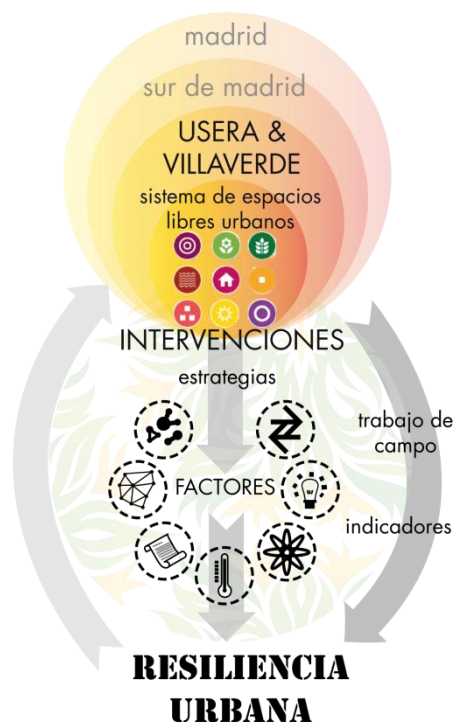 madrid
sur de madrid
USERA &
VILLAVERDE
sistema de espacios
libres urbanos
INTERVENCIONES
estrategias
trabajo de
campo
FACTORES
indicadores
RESILIENCIA
URBANA